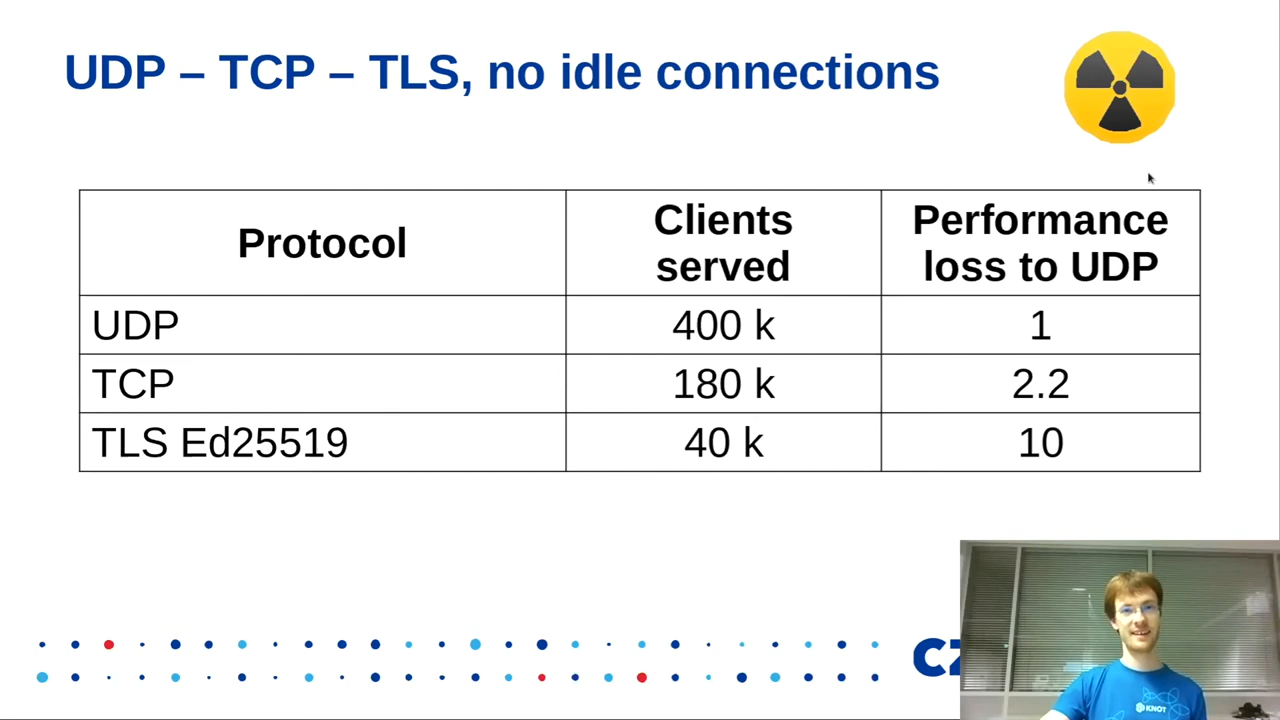 UDP – TCP – TLS, no idle connections
Protocol
Clients
served
Performance
loss to UDP
UDP
400 k
1
TCP
180 k
2.2
TLS Ed25519
40 k
10
CZ
KNOT